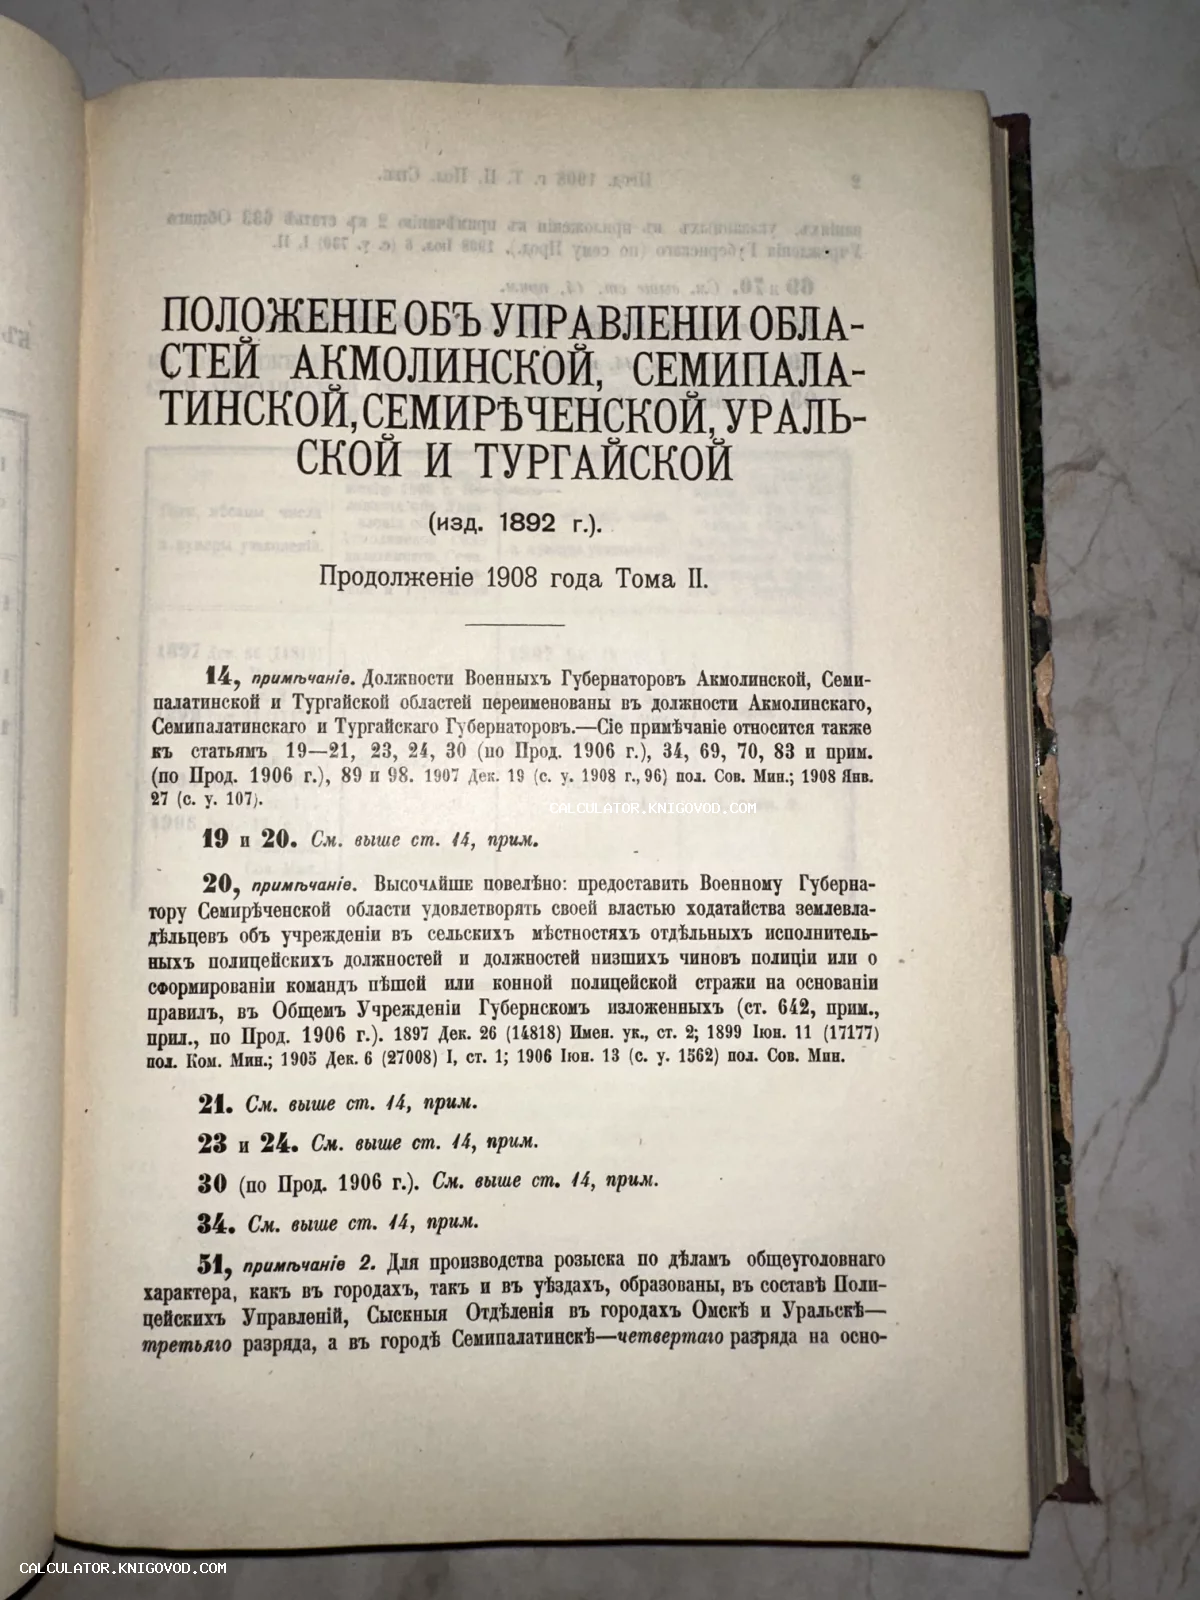 ПОЛОЖЕНІЕ ОБЪ УПРАВЛЕНІИ ОБЛА-
СТЕЙ АКМОЛИНСКОЙ, СЕМИПАЛА-
ТИНСКОЙ, СЕМИРѢЧЕНСКОЙ, УРАЛЬ-
СКОЙ И ТУРГАЙСКОЙ
(изд. 1892 г.).
Продолженіе 1908 года Тома II.
14, примѣчаніе. Должности Военныхъ Губернаторовъ Акмолинской, Семи-
палатинской и Тургайской областей переименованы въ должности Акмолинскаго,
Семипалатинскаго и Тургайскаго Губернаторовъ.—Сіе примѣчаніе относится также
къ статьямъ 19—21, 23, 24, 30 (по Прод. 1906 г.), 34, 69, 70, 83 и прим.
(по Прод. 1906 г.), 89 и 98. 1907 Дек. 19 (с. у. 1908 г., 96) пол. Сов. Мин.; 1908 Янв.
27 (с. у. 107).
CALCULATOR.KNIGOVOD.COM
19 и 20. См. выше ст. 14, прим.
20, примѣчаніе. Высочайше повелѣно: предоставить Военному Губерна-
тору Семирѣченской области удовлетворять своей властью ходатайства землевла-
дѣльцевъ объ учрежденіи въ сельскихъ мѣстностяхъ отдѣльныхъ исполнитель-
ныхъ полицейскихъ должностей и должностей низшихъ чиновъ полиціи или о
сформированіи командъ пѣшей или конной полицейской стражи на основаніи
правилъ, въ Общемъ Учрежденіи Губернскомъ изложенныхъ (ст. 642, прим.,
прил., по Прод. 1906 г.). 1897 Дек. 26 (14818) Имен. ук., ст. 2; 1899 Іюн. 11 (17177)
пол. Ком. Мин.; 1905 Дек. 6 (27008) I, ст. 1; 1906 Іюн. 13 (с. у. 1562) пол. Сов. Мин.
21. См. выше ст. 14, прим.
23 и 24. См. выше ст. 14, прим.
30 (по Прод. 1906 г.). См. выше ст. 14, прим.
34. См. выше ст. 14, прим.
51, примѣчаніе 2. Для производства розыска по дѣламъ общеуголовнаго
характера, какъ въ городахъ, такъ и въ уѣздахъ, образованы, въ составѣ Поли-
цейскихъ Управленій, Сыскныя Отдѣленія въ городахъ Омскѣ и Уральскѣ—
третьяго разряда, а въ городѣ Семипалатинскѣ—четвертаго разряда на осно-
CALCULATOR.KNIGOVOD.COM